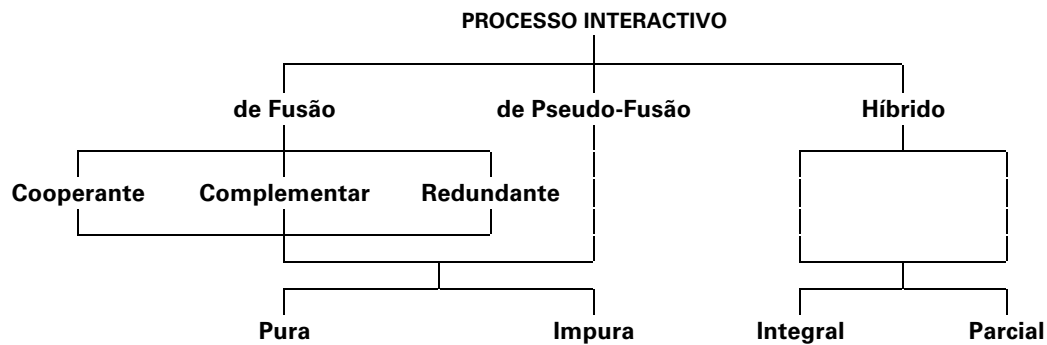 PROCESSO INTERACTIVO
de Fusão de Pseudo-Fusão Híbrido
Cooperante Complementar Redundante
Pura Impura Integral Parcial